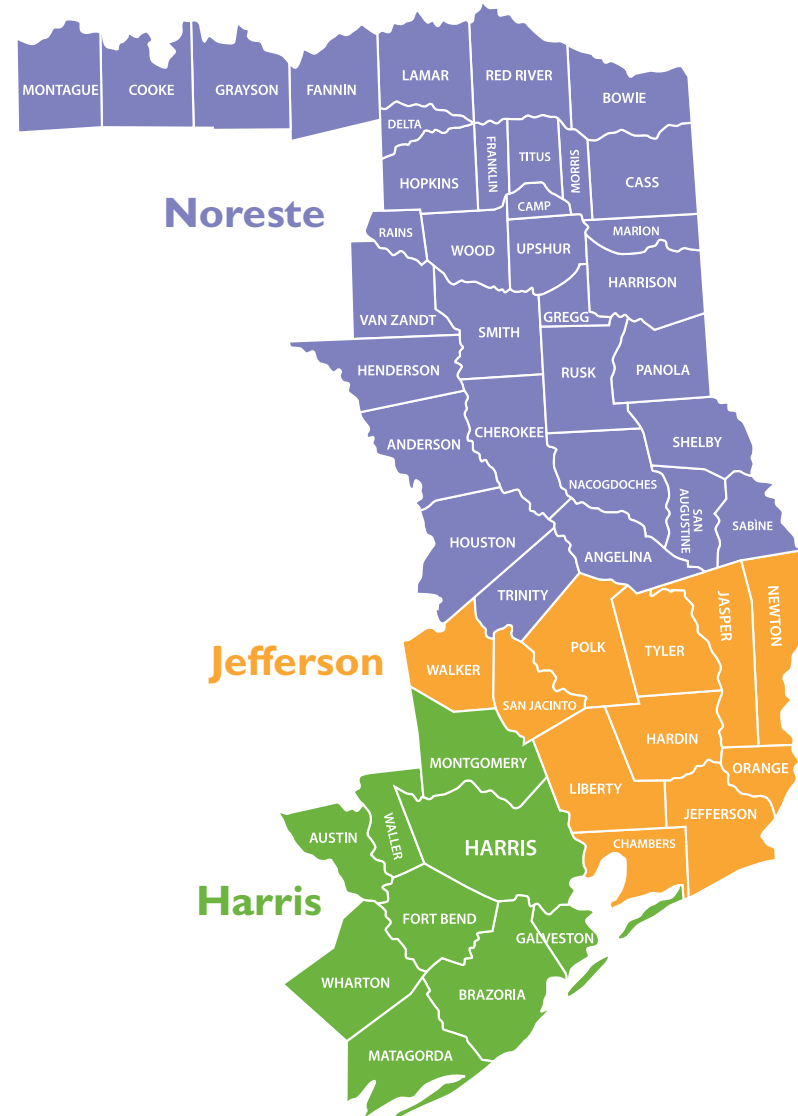 MONTAGUE
COOKE
GRAYSON
FANNIN
LAMAR
RED RIVER
BOWIE
DELTA
FRANKLIN
TITUS
MORRIS
HOPKINS
CASS
Noreste
CAMP
RAINS
WOOD
UPSHUR
MARION
HARRISON
VAN ZANDT
GREGG
SMITH
HENDERSON
RUSK
PANOLA
ANDERSON
CHEROKEE
SHELBY
NACOGDOCHES
SAN
AUGUSTINE
SABINE
HOUSTON
ANGELINA
TRINITY
JASPER
NEWTON
Jefferson
WALKER
POLK
TYLER
SAN JACINTO
HARDIN
MONTGOMERY
ORANGE
LIBERTY
JEFFERSON
AUSTIN
WALLER
HARRIS
CHAMBERS
Harris
FORT BEND
GALVESTON
WHARTON
BRAZORIA
MATAGORDA